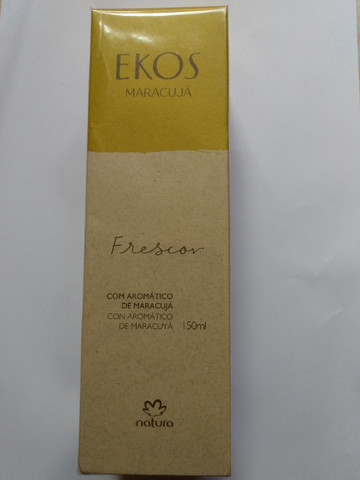 EKOS
MARACUJÁ
Frescor
COM AROMÁTICO
DE MARACUJÁ
CON AROMÁTICO
DE MARACUYÁ 150ml
natura